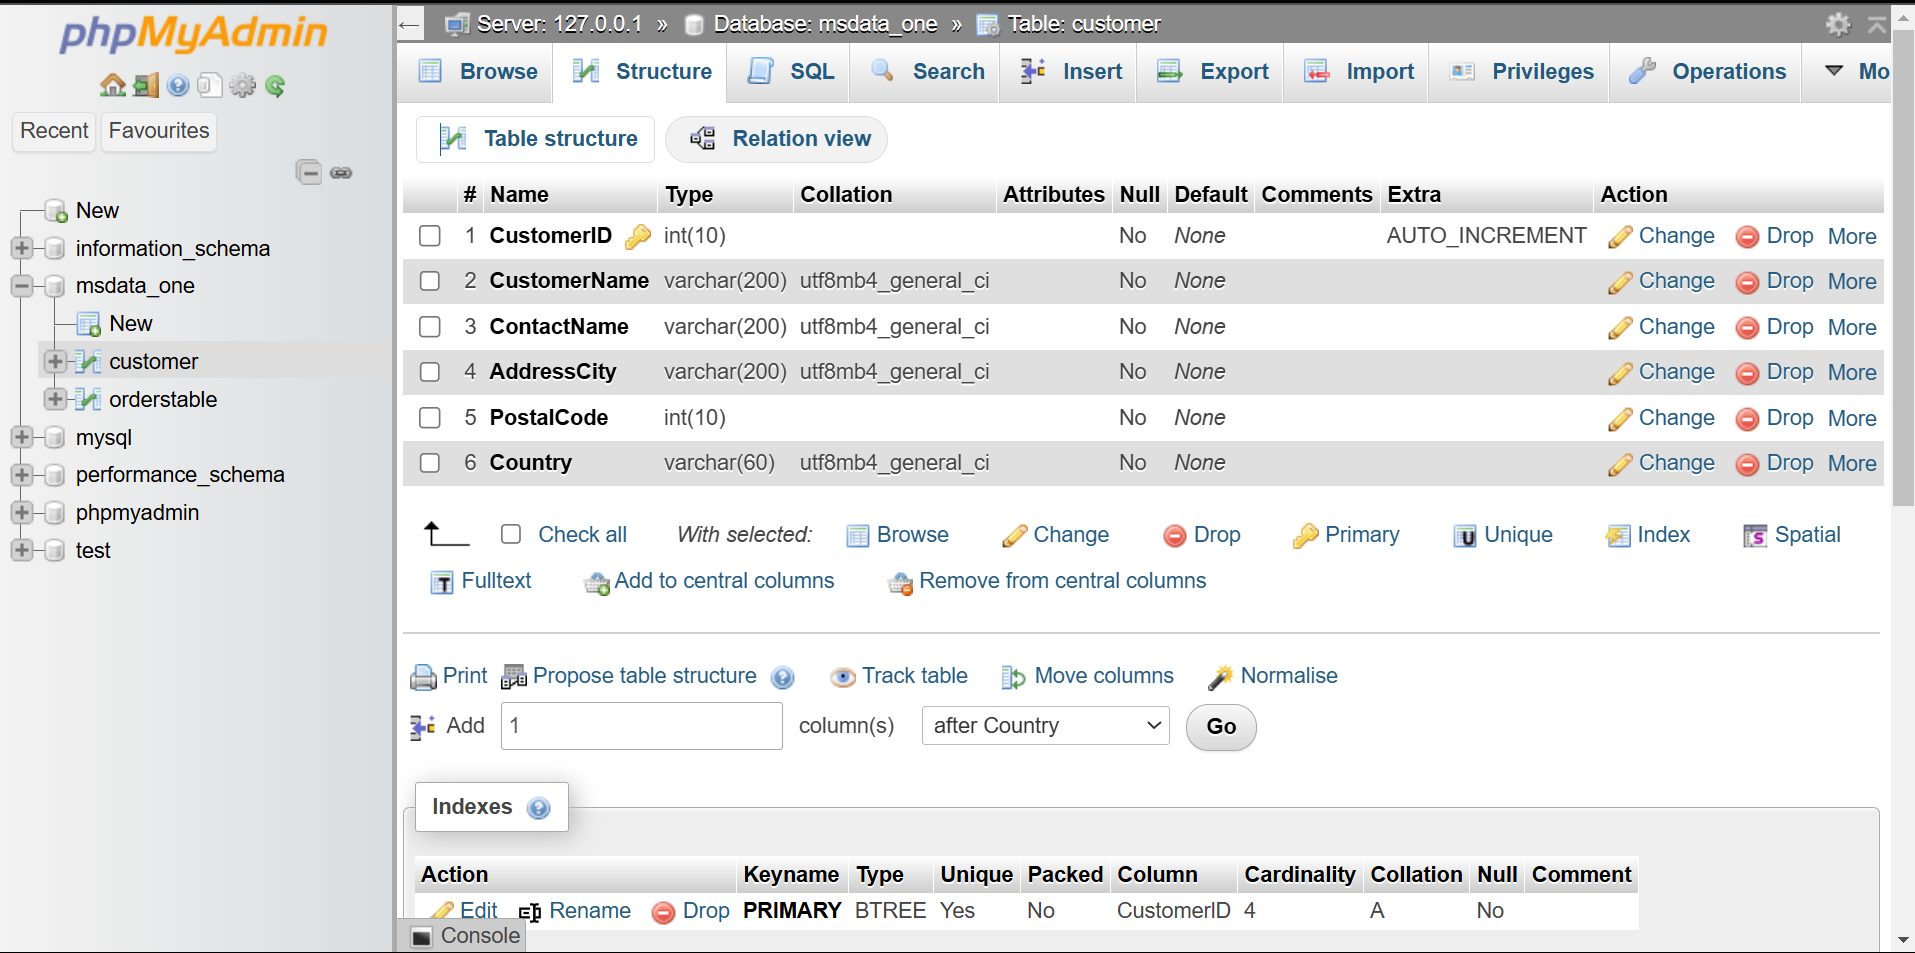 phpMyAdmin
Recent Favourites
New
information_schema
msdata_one
New
customer
orderstable
mysql
performance_schema
phpmyadmin
test
← Server: 127.0.0.1 » Database: msdata_one » Table: customer
Browse Structure SQL Search Insert Export Import Privileges Operations Mo
Table structure Relation view
# Name Type Collation Attributes Null Default Comments Extra Action
1 CustomerID int(10) No None AUTO_INCREMENT Change Drop More
2 CustomerName varchar(200) utf8mb4_general_ci No None Change Drop More
3 ContactName varchar(200) utf8mb4_general_ci No None Change Drop More
4 AddressCity varchar(200) utf8mb4_general_ci No None Change Drop More
5 PostalCode int(10) No None Change Drop More
6 Country varchar(60) utf8mb4_general_ci No None Change Drop More
Check all With selected: Browse Change Drop Primary Unique Index Spatial
Fulltext Add to central columns Remove from central columns
Print Propose table structure Track table Move columns Normalise
Add 1 column(s) after Country Go
Indexes
Action Keyname Type Unique Packed Column Cardinality Collation Null Comment
Edit Rename Drop PRIMARY BTREE Yes No CustomerID 4 A No
Console